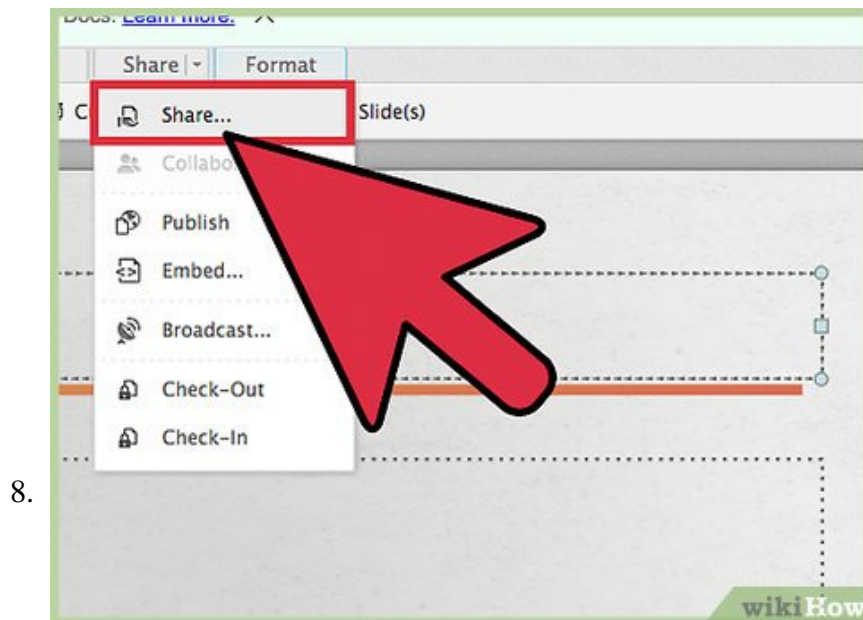 Docs. Learn more. X
Share Format
C Share... Slide(s)
Publish
Embed...
Broadcast...
Check-Out
Check-In
8.
wikiHow